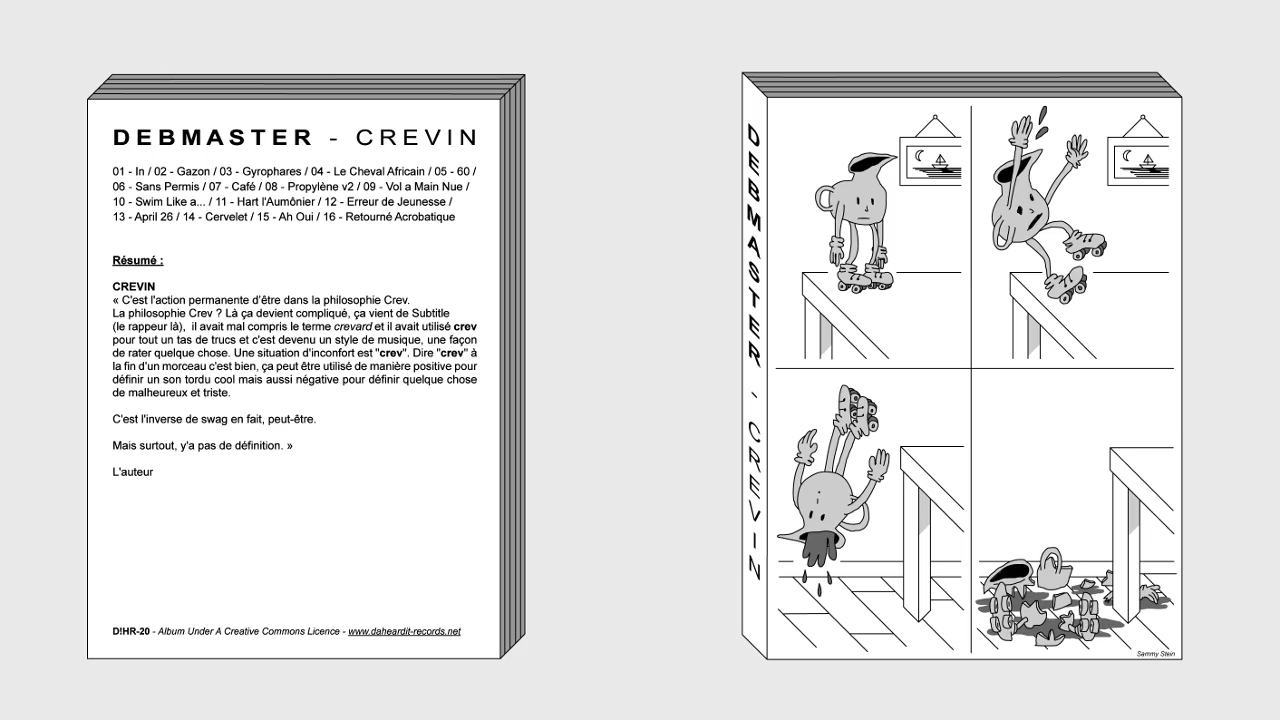 DEBMASTER - CREVIN
01 - In / 02 - Gazon / 03 - Gyrophares / 04 - Le Cheval Africain / 05 - 60 /
06 - Sans Permis / 07 - Café / 08 - Propylène v2 / 09 - Vol a Main Nue /
10 - Swim Like a... / 11 - Hart l'Aumônier / 12 - Erreur de Jeunesse /
13 - April 26 / 14 - Cervelet / 15 - Ah Oui / 16 - Retourné Acrobatique
Résumé :
CREVIN
« C'est l'action permanente d'être dans la philosophie Crev.
La philosophie Crev ? Là ça devient compliqué, ça vient de Subtitle
(le rappeur là), il avait mal compris le terme crevard et il avait utilisé crev
pour tout un tas de trucs et c'est devenu un style de musique, une façon
de rater quelque chose. Une situation d'inconfort est "crev". Dire "crev" à
la fin d'un morceau c'est bien, ça peut être utilisé de manière positive pour
définir un son tordu cool mais aussi négative pour définir quelque chose
de malheureux et triste.
C'est l'inverse de swag en fait, peut-être.
Mais surtout, y'a pas de définition. »
L'auteur
D!HR-20 - Album Under A Creative Commons Licence - www.daheardit-records.net
DEBMASTER - CREVIN
Sammy Stein